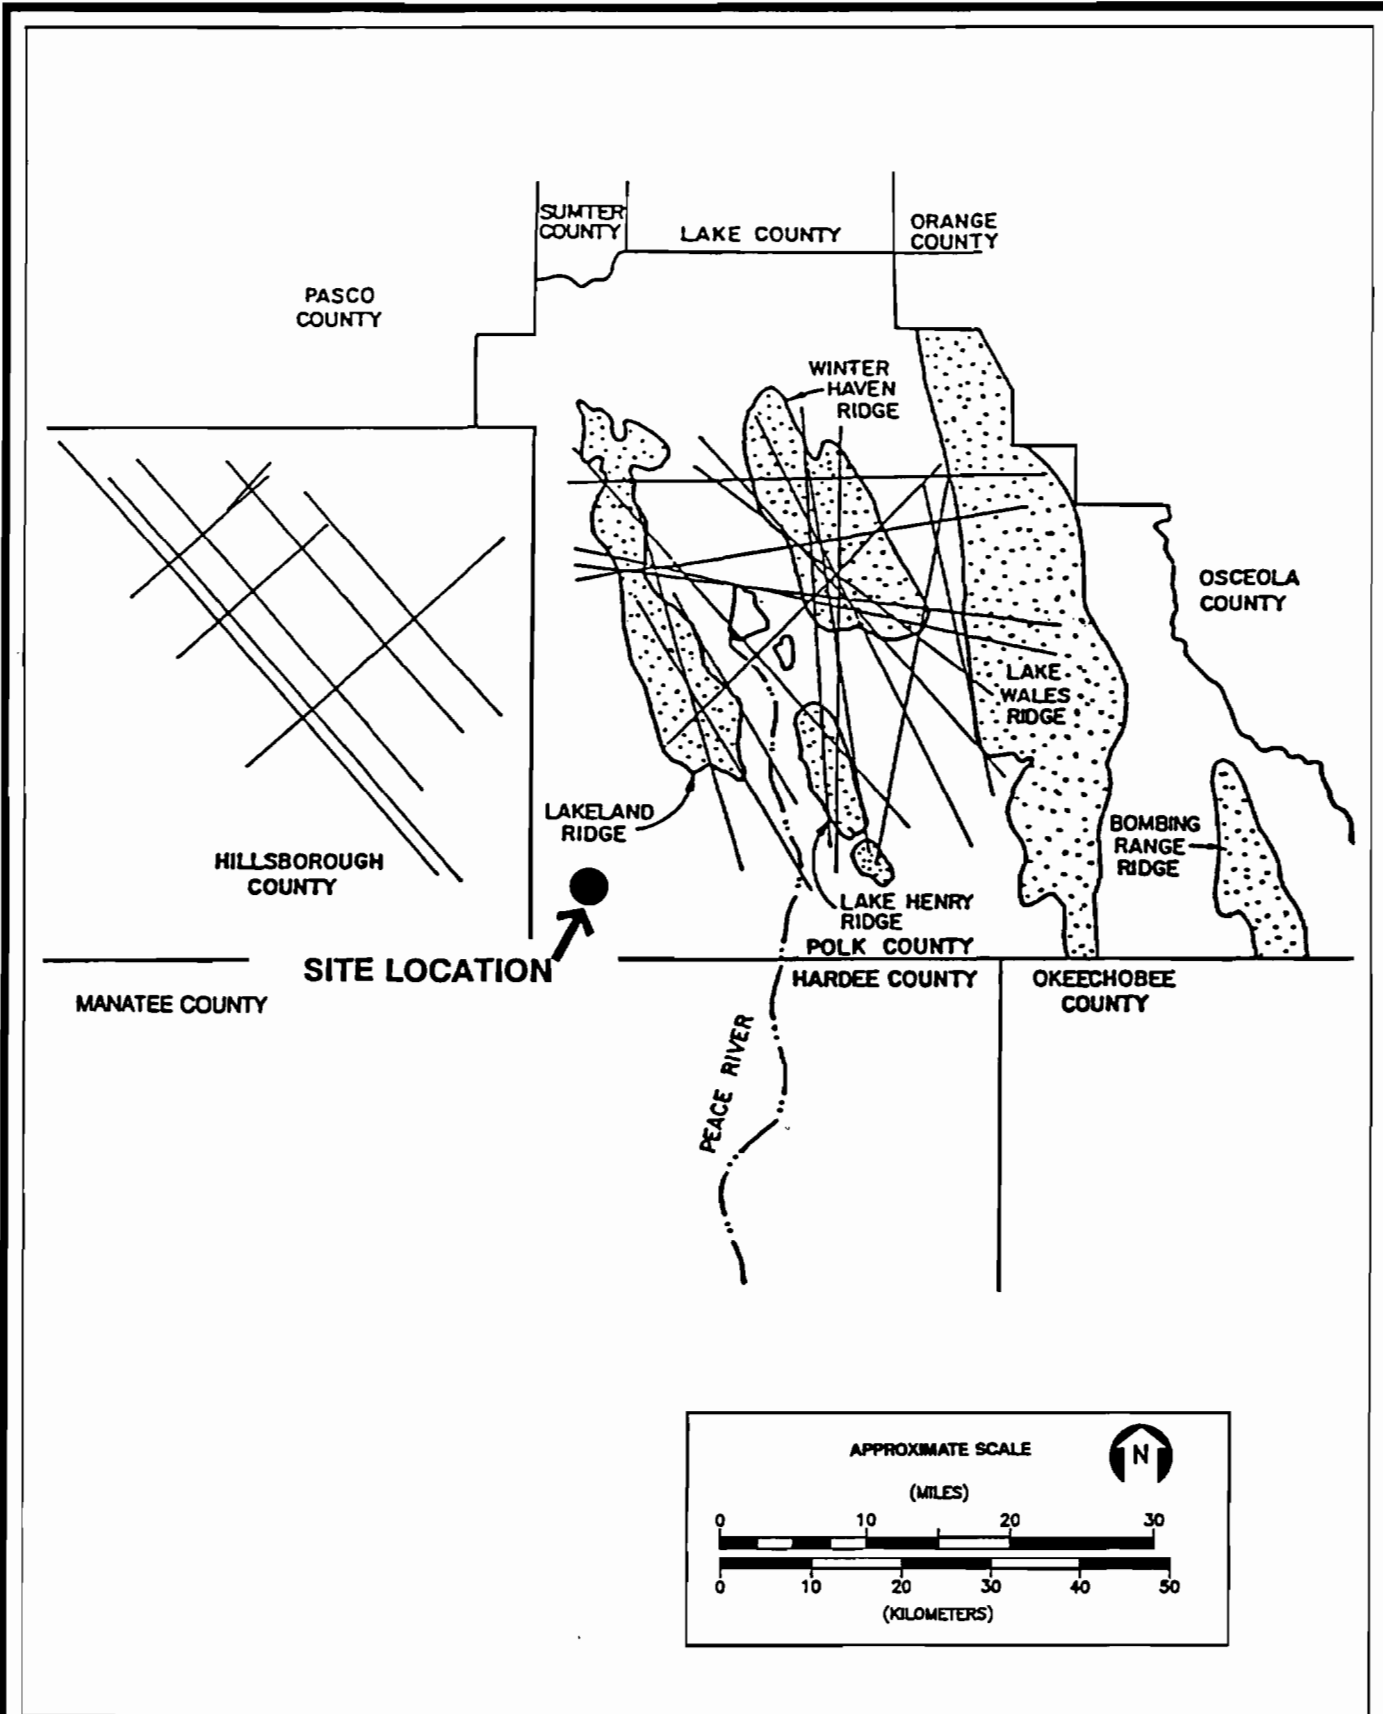 SUMTER
COUNTY
LAKE COUNTY
ORANGE
COUNTY
PASCO
COUNTY
WINTER
HAVEN
RIDGE
OSCEOLA
COUNTY
LAKE
WALES
RIDGE
LAKELAND
RIDGE
BOMBING
RANGE
RIDGE
HILLSBOROUGH
COUNTY
LAKE HENRY
RIDGE
POLK COUNTY
SITE LOCATION
HARDEE COUNTY
OKEECHOBEE
COUNTY
MANATEE COUNTY
PEACE RIVER
APPROXIMATE SCALE
N
(MILES)
0 10 20 30
0 10 20 30 40 50
(KILOMETERS)